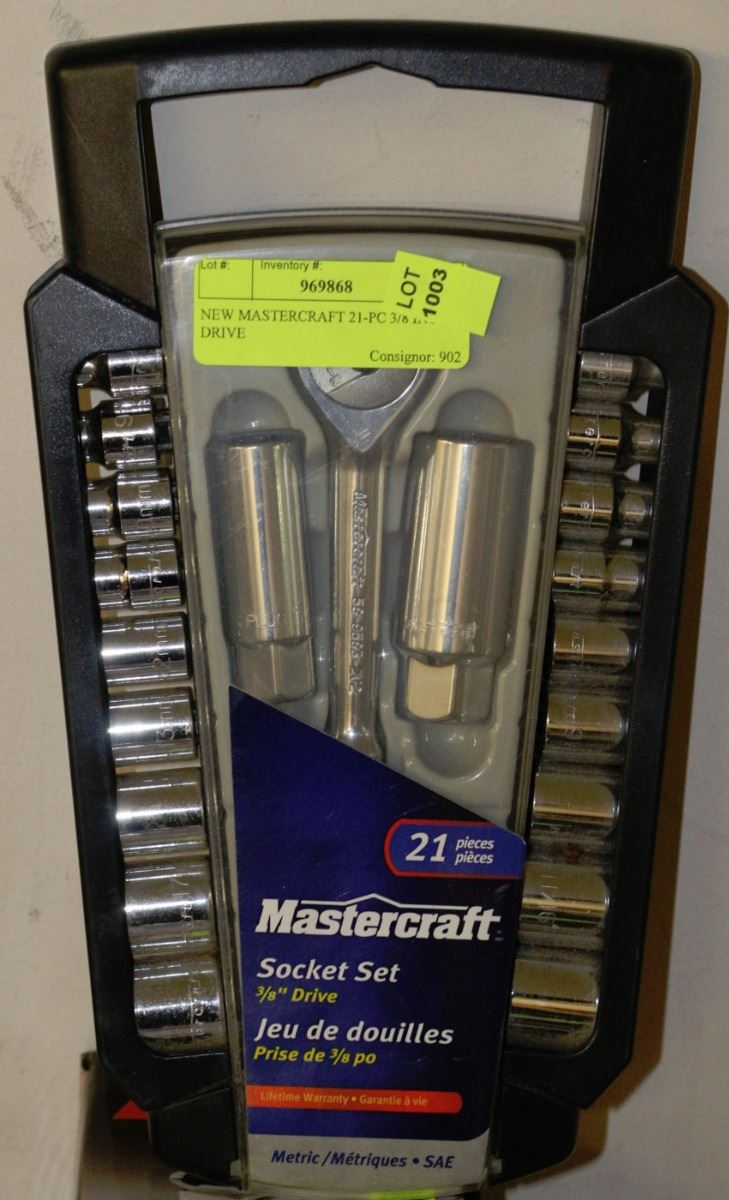 Lot #:
Inventory #:
969868
LOT
1003
NEW MASTERCRAFT 21-PC 3/8
DRIVE
Consignor: 902
Mastercraft
PLUG
21 pieces
pièces
Mastercraft
Socket Set
3/8" Drive
Jeu de douilles
Prise de 3/8 po
Lifetime Warranty • Garantie à vie
Metric/Métriques • SAE